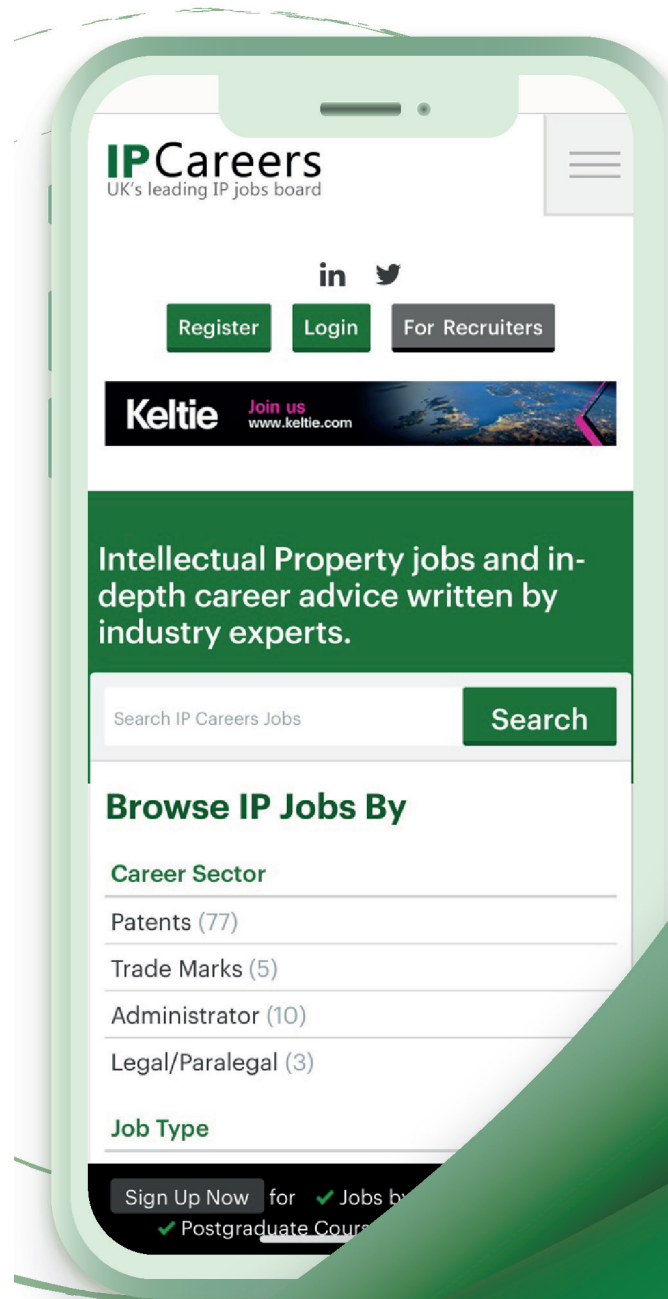 IPCareers
UK's leading IP jobs board
in
Register Login For Recruiters
Keltie Join us
www.keltie.com
Intellectual Property jobs and in-
depth career advice written by
industry experts.
Search IP Careers Jobs Search
Browse IP Jobs By
Career Sector
Patents (77)
Trade Marks (5)
Administrator (10)
Legal/Paralegal (3)
Job Type
Sign Up Now for ✓ Jobs by
✓ Postgraduate